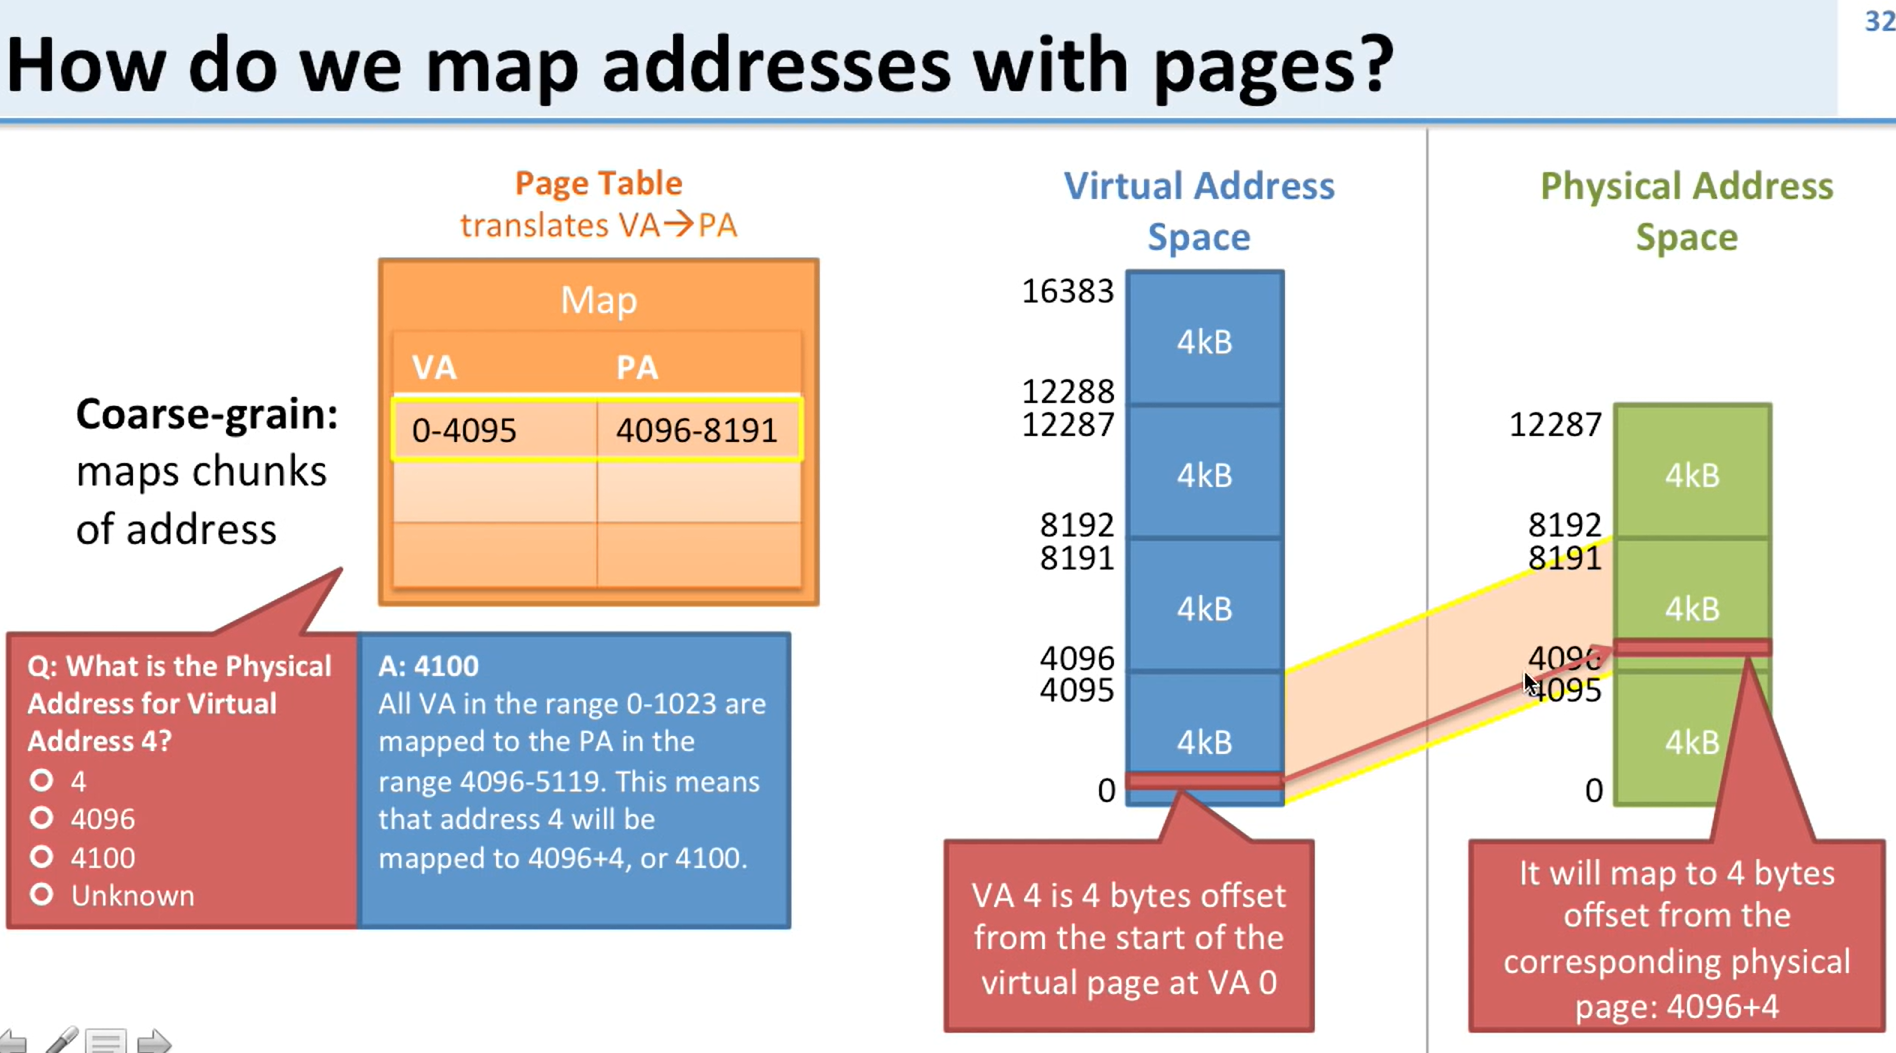 32
How do we map addresses with pages?
Page Table
translates VA→PA
Map
VA PA
0-4095 4096-8191
Coarse-grain:
maps chunks
of address
Q: What is the Physical
Address for Virtual
Address 4?
4
4096
4100
Unknown
A: 4100
All VA in the range 0-1023 are
mapped to the PA in the
range 4096-5119. This means
that address 4 will be
mapped to 4096+4, or 4100.
Virtual Address
Space
16383
4kB
12288
12287
4kB
8192
8191
4kB
4096
4095
4kB
0
VA 4 is 4 bytes offset
from the start of the
virtual page at VA 0
Physical Address
Space
12287
4kB
8192
8191
4kB
4096
4095
4kB
0
It will map to 4 bytes
offset from the
corresponding physical
page: 4096+4